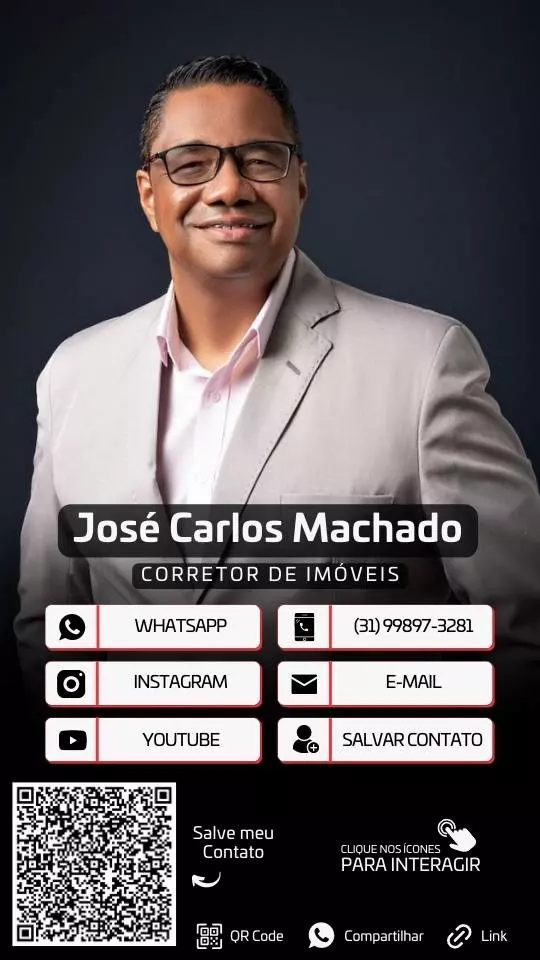 José Carlos Machado
CORRETOR DE IMÓVEIS
WHATSAPP
(31) 99897-3281
INSTAGRAM
E-MAIL
YOUTUBE
SALVAR CONTATO
Salve meu
Contato
CLIQUE NOS ÍCONES
PARA INTERAGIR
QR Code
Compartilhar
Link